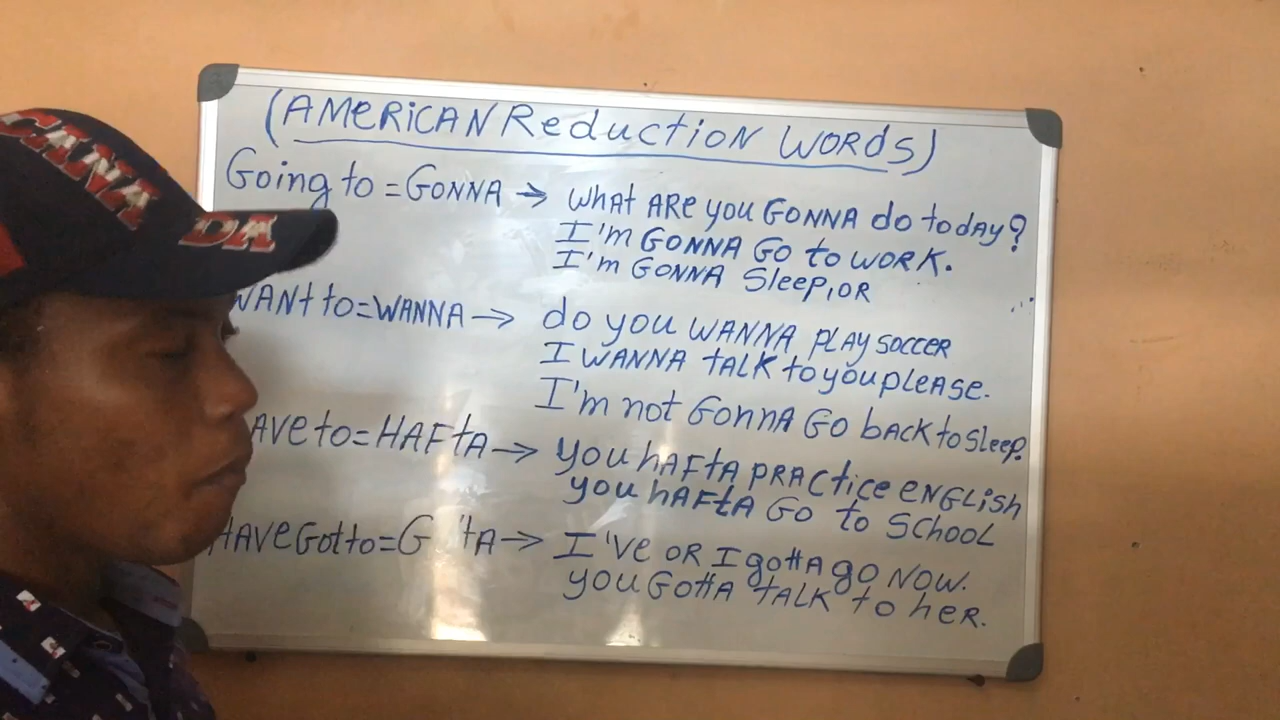 CANADA
(AMERICAN Reduction WORdS)
Going to = GONNA → What ARe you GONNA do today?
I'm GONNA GO to WORK.
I'm GONNA Sleep, OR
WANt to=WANNA → do you WANNA PLAY SOCCER
I WANNA tALK to you pleASe.
I'm not GonnA Go bACK to Sleep.
AVe to = HAFtA → you hAFtA pRACtice eNGLiSh
you hAFtA Go to SchooL
HAVe Got to = G 'tA → I 've OR I gottA go NOW.
you GottA tALK to heR.